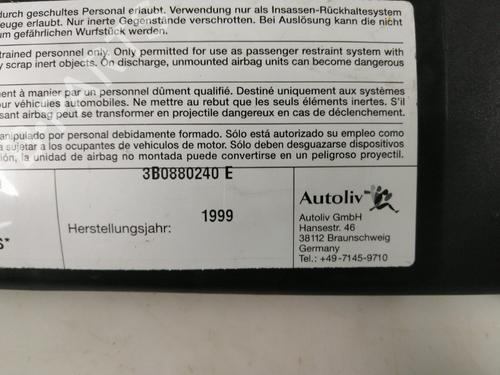 durch geschultes Personal erlaubt. Verwendung nur als Insassen-Rückhaltesystem
euge erlaubt. Nur inerte Gegenstände verschrotten. Bei Auslösung kann die nicht
um gefährlichen Wurfstück werden.
trained personnel only. Only permitted for use as passenger restraint system with
y scrap inert objects. On discharge, unmounted airbag units can become dangerous
ment à manier par un personnel dûment qualifié. Destiné uniquement aux systèmes
our véhicules automobiles. Ne mettre au rebut que les seuls éléments inertes. S'il
sant airbag peut se transformer en projectile dangereux en cas de déclenchement.
anipulado por personal debidamente formado. Sólo está autorizado su empleo como
a sujetar a los ocupantes de vehículos de motor. Sólo deben desguazarse dispositivos
ión, la unidad de airbag no montada puede convertirse en un peligroso proyectil.
3B0880240 E
Herstellungsjahr: 1999
S*
Autoliv
Autoliv GmbH
Hansestr. 46
38112 Braunschweig
Germany
Tel.: +49-7145-9710